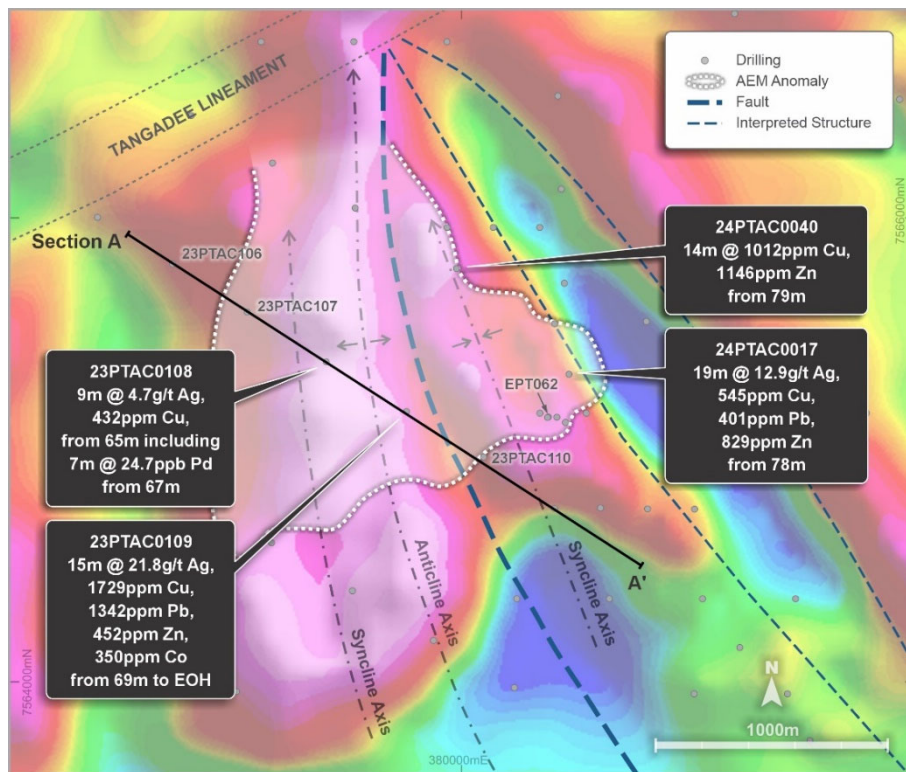 Drilling
AEM Anomaly
Fault
Interpreted Structure
TANGADEE LINEAMENT
7566000mN
Section A
23PTAC106
23PTAC107
24PTAC0040
14m @ 1012ppm Cu,
1146ppm Zn
from 79m
24PTAC0017
19m @ 12.9g/t Ag,
545ppm Cu,
401ppm Pb,
829ppm Zn
from 78m
23PTAC0108
9m @ 4.7g/t Ag,
432ppm Cu,
from 65m including
7m @ 24.7ppb Pd
from 67m
EPT062
23PTAC110
23PTAC0109
15m @ 21.8g/t Ag,
1729ppm Cu,
1342ppm Pb,
452ppm Zn,
350ppm Co
from 69m to EOH
Syncline Axis
Anticline Axis
Syncline Axis
A'
7564000mN
380000mE
N
1000m